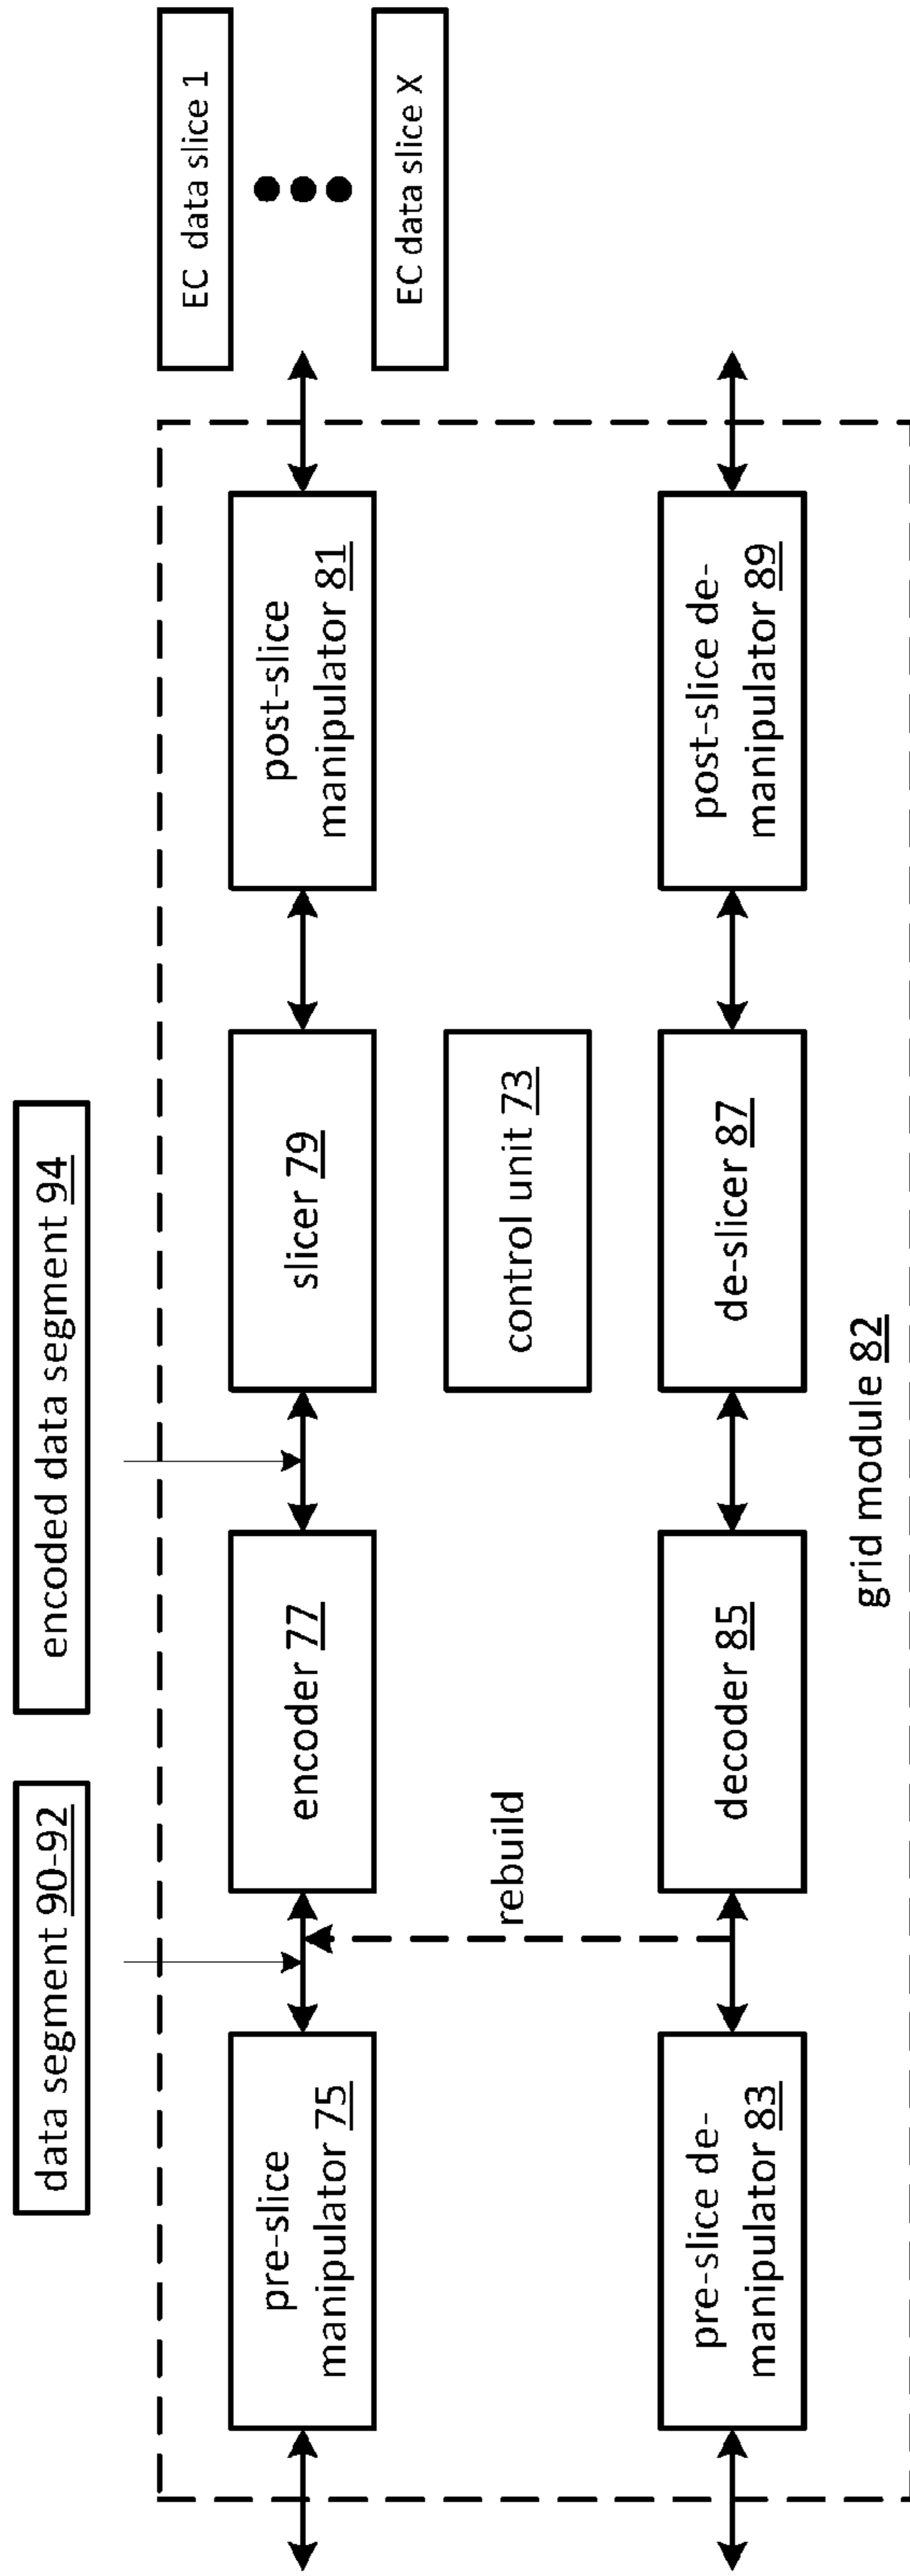 data segment 90-92
encoded data segment 94
pre-slice
manipulator 75
encoder 77
slicer 79
post-slice
manipulator 81
EC data slice 1
EC data slice X
rebuild
control unit 73
pre-slice de-
manipulator 83
decoder 85
de-slicer 87
post-slice de-
manipulator 89
grid module 82